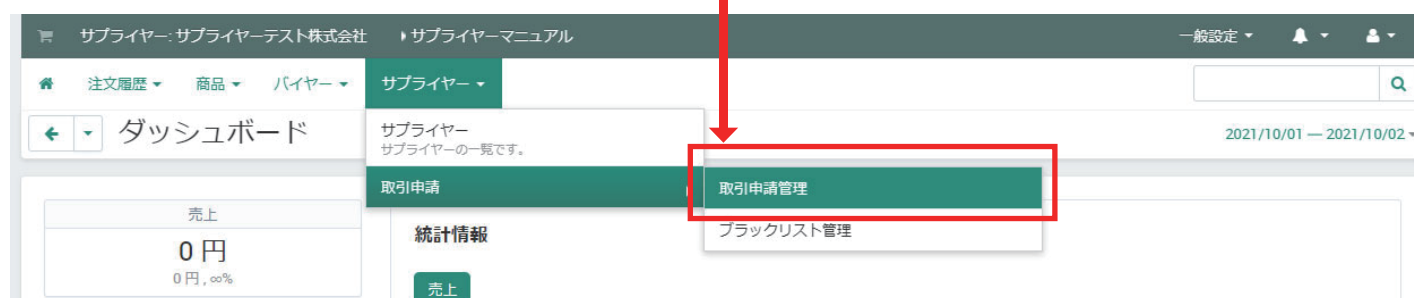 サプライヤー: サプライヤーテスト株式会社 サプライヤーマニュアル 一般設定
注文履歴 商品 バイヤー サプライヤー
ダッシュボード 2021/10/01 — 2021/10/02
サプライヤー
サプライヤーの一覧です。
取引申請 取引申請管理
ブラックリスト管理
売上
0 円
0 円 , ∞%
統計情報
売上